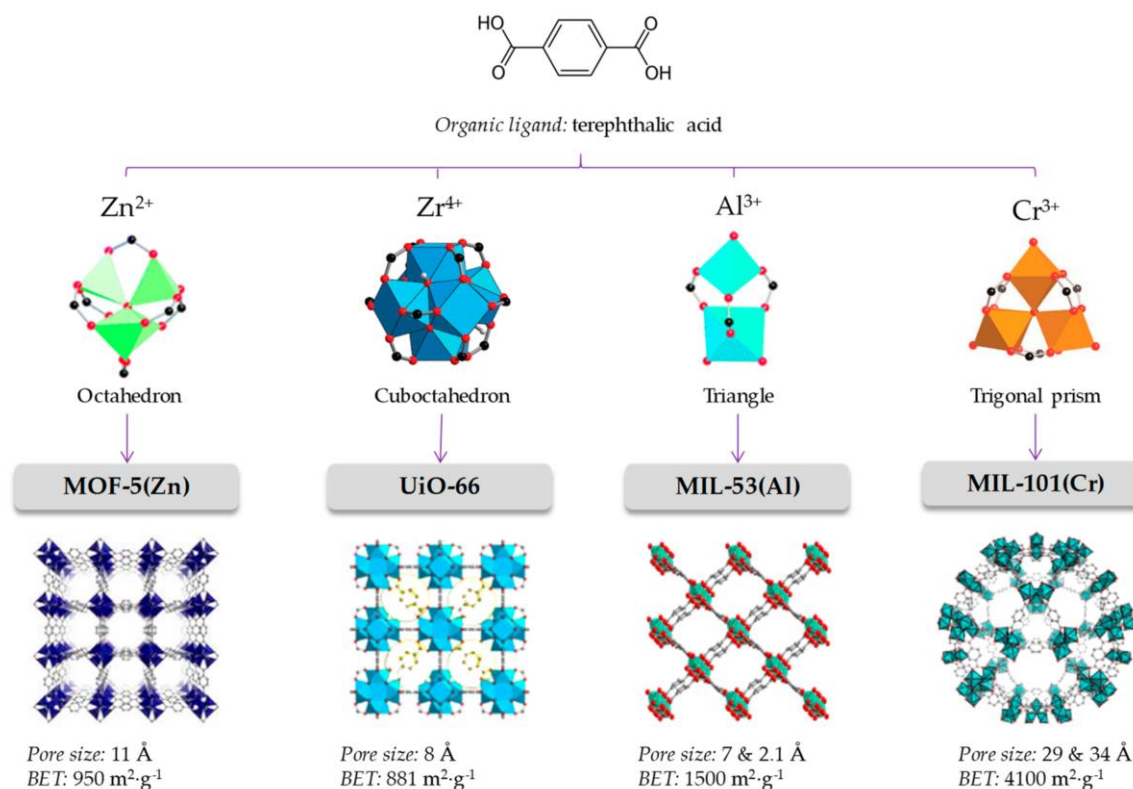 HO
O
O
OH
Organic ligand: terephthalic acid
Zn²⁺
Zr⁴⁺
Al³⁺
Cr³⁺
Octahedron
Cuboctahedron
Triangle
Trigonal prism
MOF-5(Zn)
UiO-66
MIL-53(Al)
MIL-101(Cr)
Pore size: 11 Å
BET: 950 m²·g⁻¹
Pore size: 8 Å
BET: 881 m²·g⁻¹
Pore size: 7 & 2.1 Å
BET: 1500 m²·g⁻¹
Pore size: 29 & 34 Å
BET: 4100 m²·g⁻¹